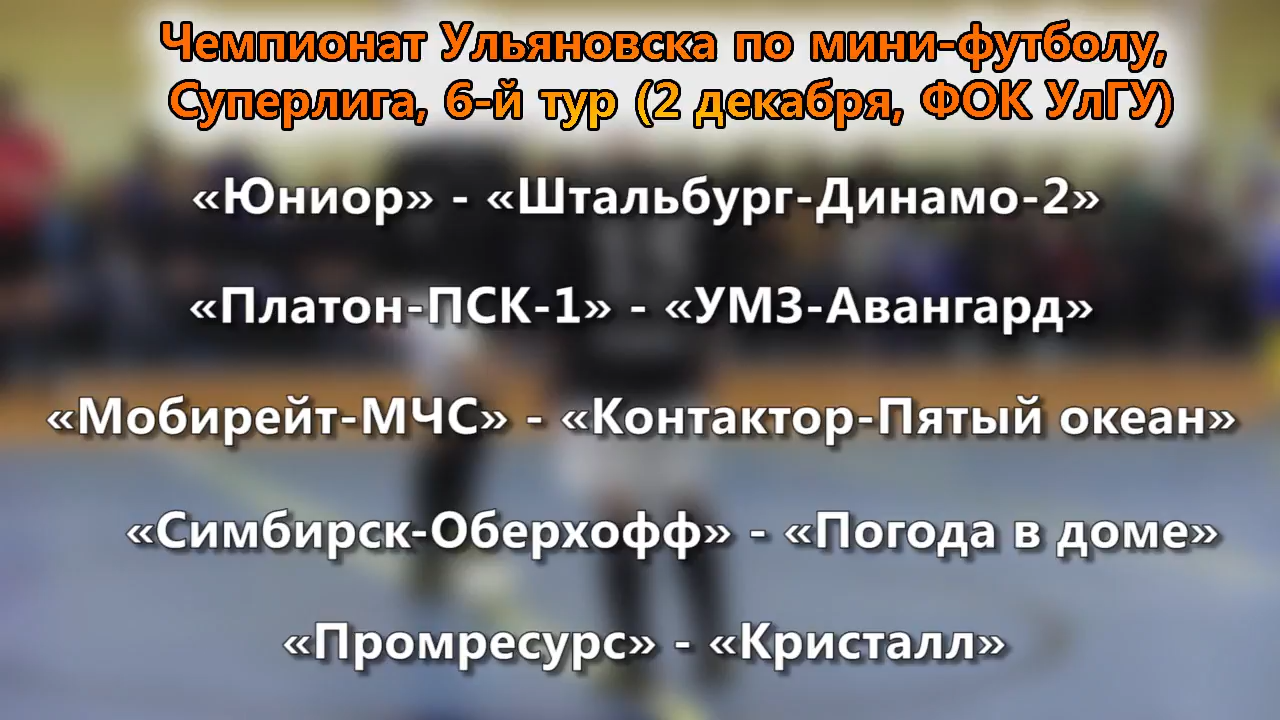 Чемпионат Ульяновска по мини-футболу,
Суперлига, 6-й тур (2 декабря, ФОК УлГУ)
«Юниор» - «Штальбург-Динамо-2»
«Платон-ПСК-1» - «УМЗ-Авангард»
«Мобирейт-МЧС» - «Контактор-Пятый океан»
«Симбирск-Оберхофф» - «Погода в доме»
«Промресурс» - «Кристалл»